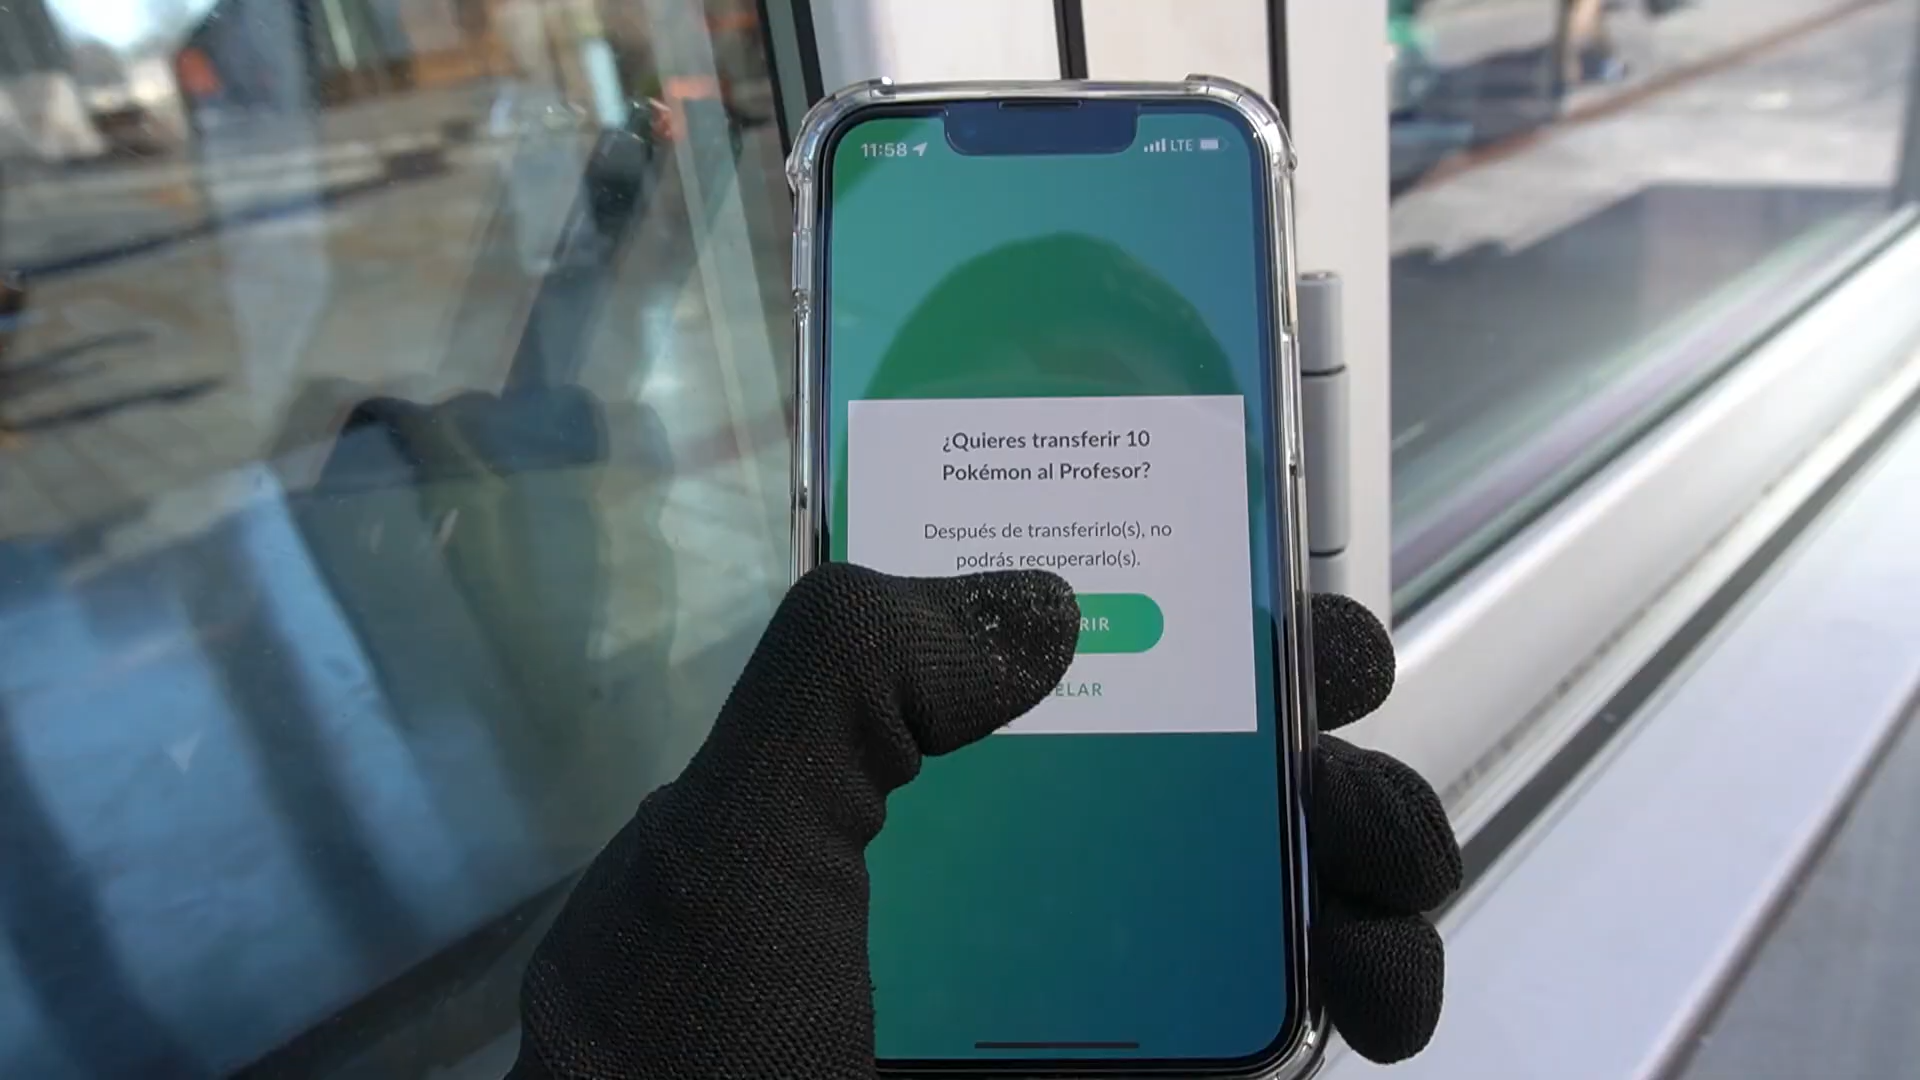 11:58 LTE
¿Quieres transferir 10
Pokémon al Profesor?
Después de transferirlo(s), no
podrás recuperarlo(s).